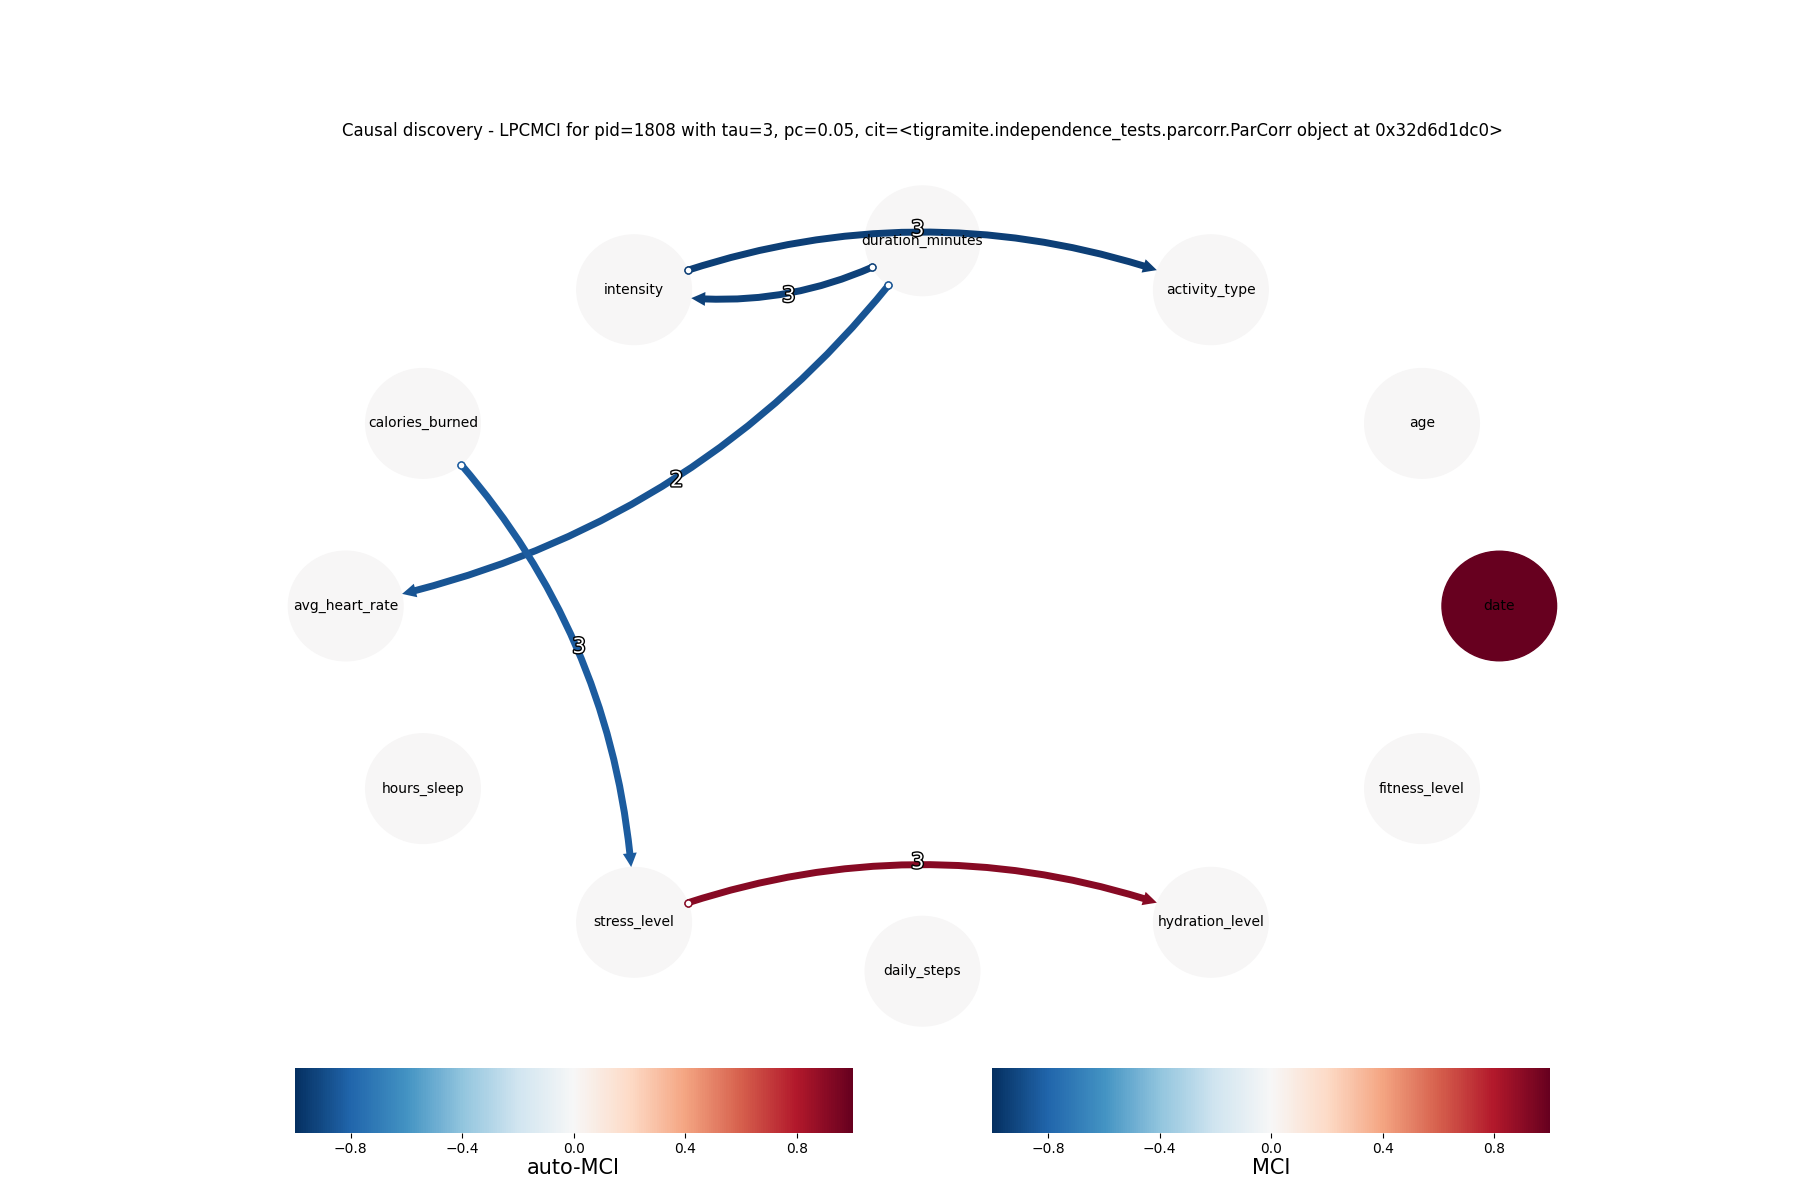 Causal discovery - LPCMCI for pid=1808 with tau=3, pc=0.05, cit=<tigramite.independence_tests.parcorr.ParCorr object at 0x32d6d1dc0>
3
duration_minutes
intensity
3
activity_type
calories_burned
age
2
avg_heart_rate
date
3
hours_sleep
fitness_level
3
stress_level
hydration_level
daily_steps
−0.8 −0.4 0.0 0.4 0.8
auto-MCI
−0.8 −0.4 0.0 0.4 0.8
MCI